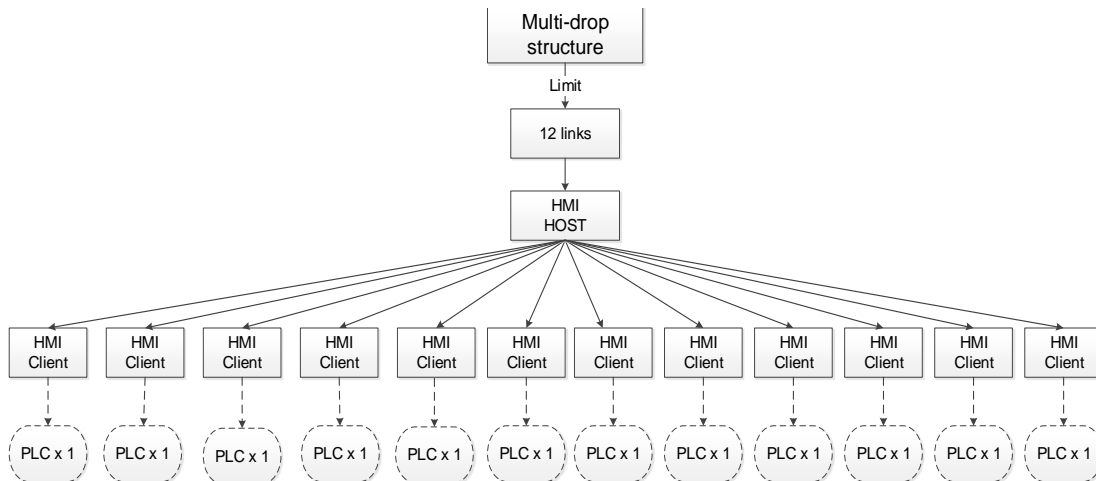 Multi-drop
structure
Limit
12 links
HMI
HOST
HMI
Client
HMI
Client
HMI
Client
HMI
Client
HMI
Client
HMI
Client
HMI
Client
HMI
Client
HMI
Client
HMI
Client
HMI
Client
HMI
Client
PLC x 1
PLC x 1
PLC x 1
PLC x 1
PLC x 1
PLC x 1
PLC x 1
PLC x 1
PLC x 1
PLC x 1
PLC x 1
PLC x 1